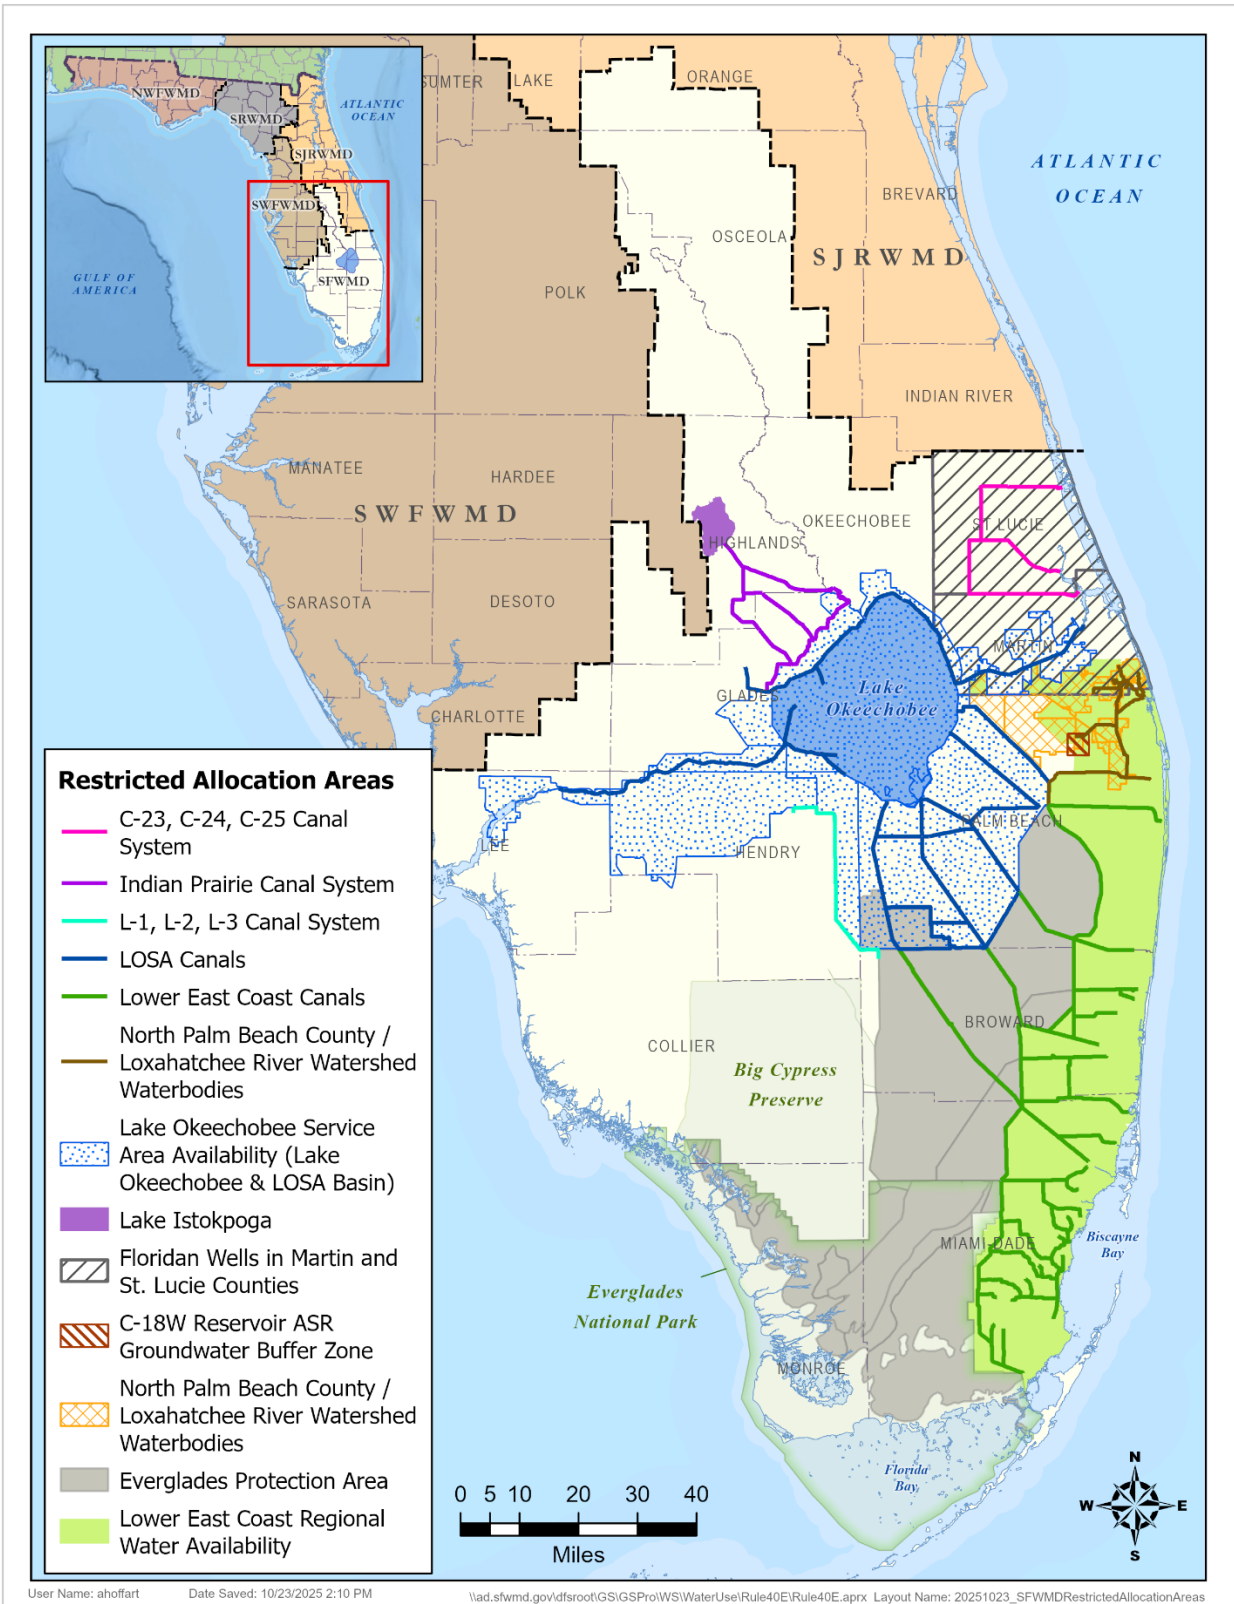 NWFWMD
SRWMD
ATLANTIC
OCEAN
SJRWMD
SWFWMD
SFWMD
GULF OF
AMERICA
SUMTER
LAKE
ORANGE
ATLANTIC
OCEAN
BREVARD
OSCEOLA
SJRWMD
POLK
INDIAN RIVER
MANATEE
HARDEE
SWFWMD
OKEECHOBEE
ST LUCIE
HIGHLANDS
SARASOTA
DESOTO
MARTIN
GLADES
Lake
Okeechobee
CHARLOTTE
PALM BEACH
LEE
HENDRY
BROWARD
COLLIER
Big Cypress
Preserve
MIAMI-DADE
Biscayne
Bay
Everglades
National Park
MONROE
Florida
Bay
Restricted Allocation Areas
C-23, C-24, C-25 Canal
System
Indian Prairie Canal System
L-1, L-2, L-3 Canal System
LOSA Canals
Lower East Coast Canals
North Palm Beach County /
Loxahatchee River Watershed
Waterbodies
Lake Okeechobee Service
Area Availability (Lake
Okeechobee & LOSA Basin)
Lake Istokpoga
Floridan Wells in Martin and
St. Lucie Counties
C-18W Reservoir ASR
Groundwater Buffer Zone
North Palm Beach County /
Loxahatchee River Watershed
Waterbodies
Everglades Protection Area
Lower East Coast Regional
Water Availability
0 5 10 20 30 40
Miles
N
W E
S
User Name: ahoffart Date Saved: 10/23/2025 2:10 PM \\ad.sfwmd.gov\dfsroot\GS\GSPro\WS\WaterUse\Rule40E\Rule40E.aprx Layout Name: 20251023_SFWMDRestrictedAllocationAreas